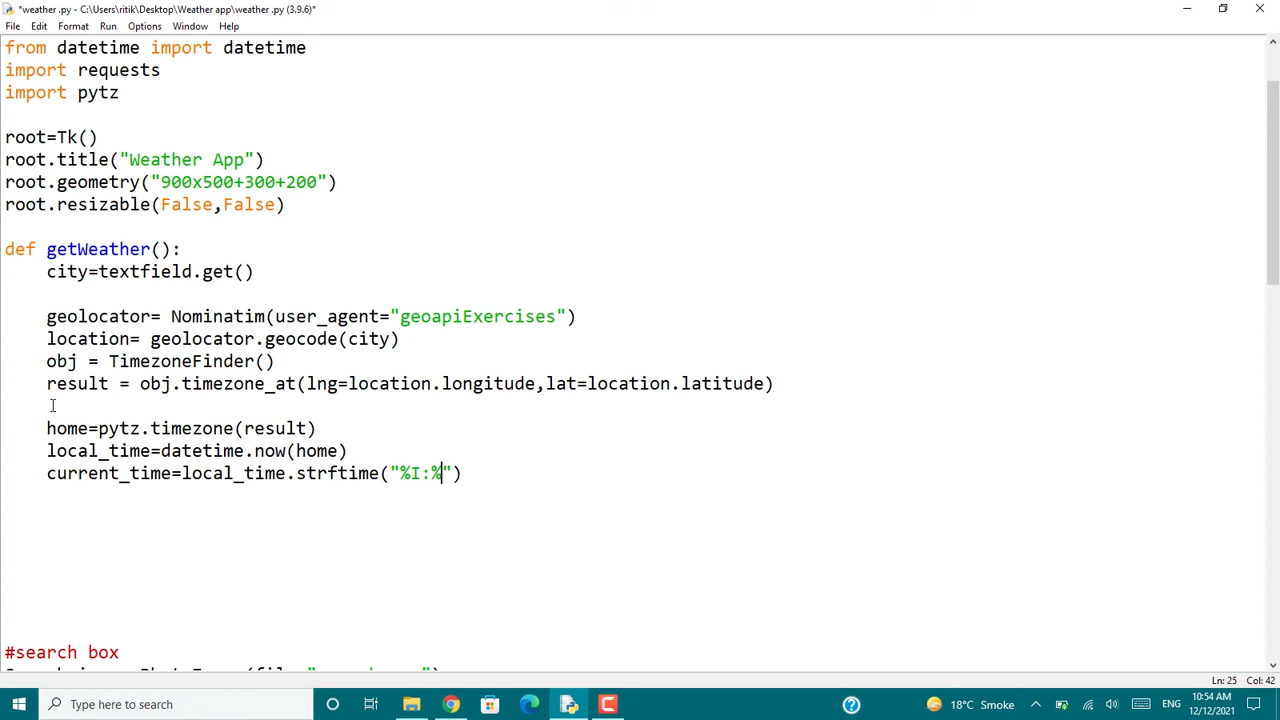 *weather .py - C:\Users\ritik\Desktop\Weather app\weather .py (3.9.6)*
File Edit Format Run Options Window Help
from datetime import datetime
import requests
import pytz
root=Tk()
root.title("Weather App")
root.geometry("900x500+300+200")
root.resizable(False,False)
def getWeather():
    city=textfield.get()
    geolocator= Nominatim(user_agent="geoapiExercises")
    location= geolocator.geocode(city)
    obj = TimezoneFinder()
    result = obj.timezone_at(lng=location.longitude,lat=location.latitude)
    home=pytz.timezone(result)
    local_time=datetime.now(home)
    current_time=local_time.strftime("%I:%")
#search box
Ln: 25 Col: 42
Type here to search
18°C Smoke
ENG
10:54 AM
12/12/2021